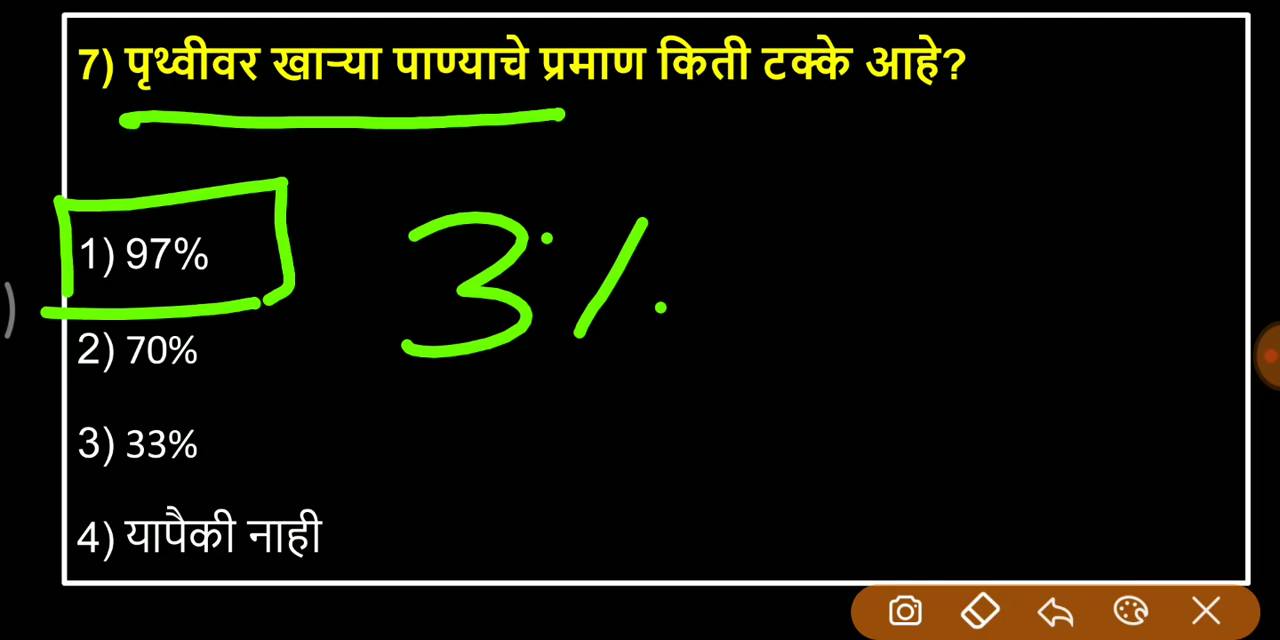 7) पृथ्वीवर खाऱ्या पाण्याचे प्रमाण किती टक्के आहे?
1) 97%
3%
2) 70%
3) 33%
4) यापैकी नाही